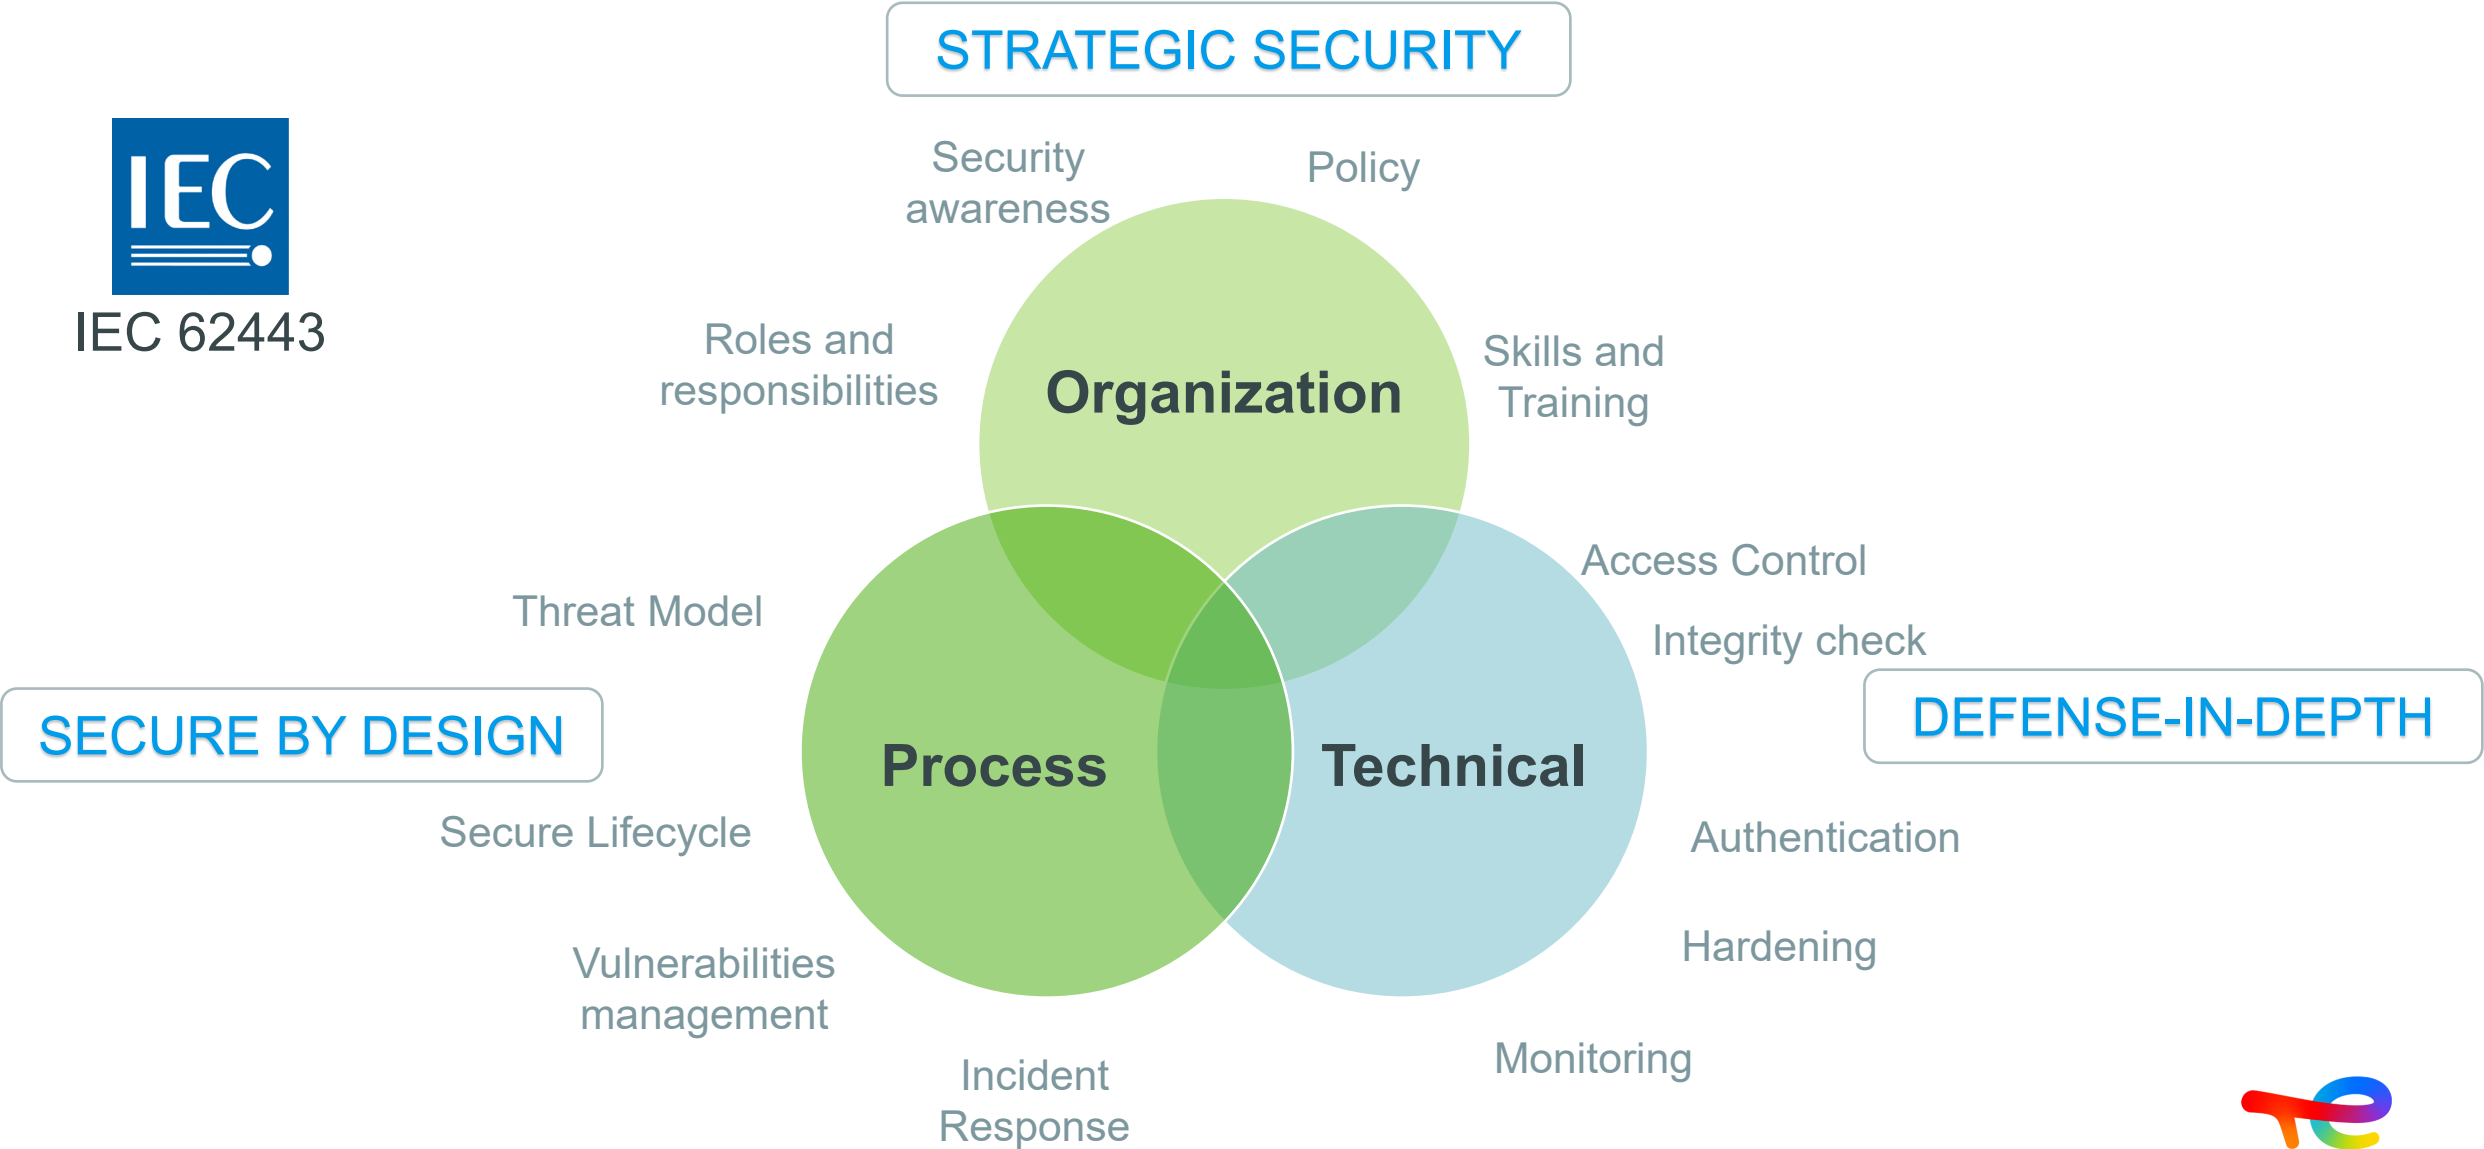 STRATEGIC SECURITY
Security
awareness
Policy
IEC
IEC 62443
Roles and
responsibilities
Skills and
Training
Organization
Access Control
Threat Model
Integrity check
SECURE BY DESIGN
DEFENSE-IN-DEPTH
Process
Technical
Secure Lifecycle
Authentication
Vulnerabilities
management
Hardening
Monitoring
Incident
Response